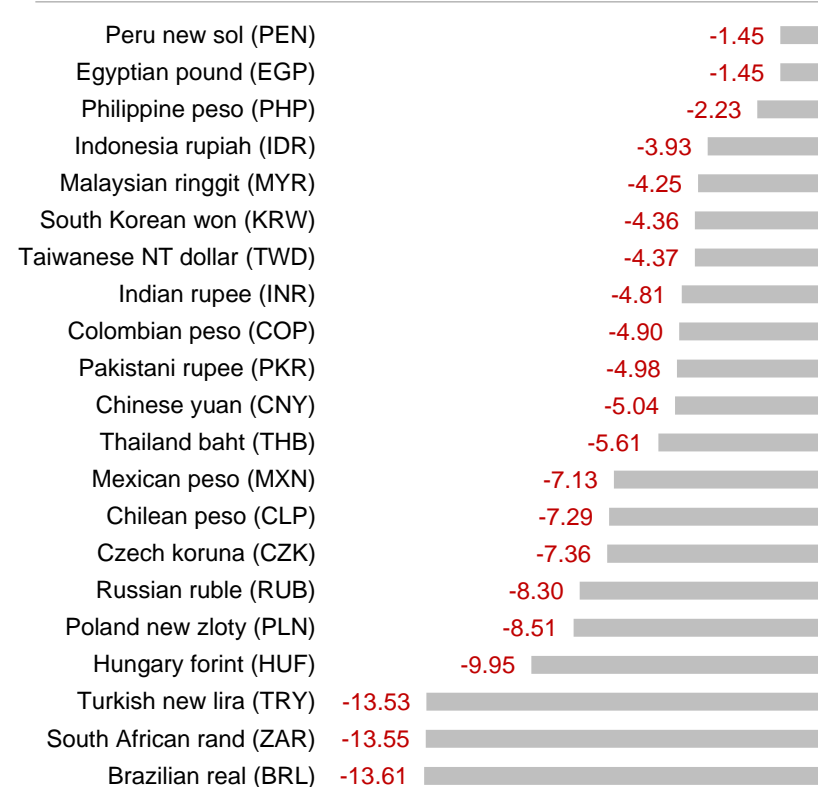 Peru new sol (PEN) -1.45
Egyptian pound (EGP) -1.45
Philippine peso (PHP) -2.23
Indonesia rupiah (IDR) -3.93
Malaysian ringgit (MYR) -4.25
South Korean won (KRW) -4.36
Taiwanese NT dollar (TWD) -4.37
Indian rupee (INR) -4.81
Colombian peso (COP) -4.90
Pakistani rupee (PKR) -4.98
Chinese yuan (CNY) -5.04
Thailand baht (THB) -5.61
Mexican peso (MXN) -7.13
Chilean peso (CLP) -7.29
Czech koruna (CZK) -7.36
Russian ruble (RUB) -8.30
Poland new zloty (PLN) -8.51
Hungary forint (HUF) -9.95
Turkish new lira (TRY) -13.53
South African rand (ZAR) -13.55
Brazilian real (BRL) -13.61